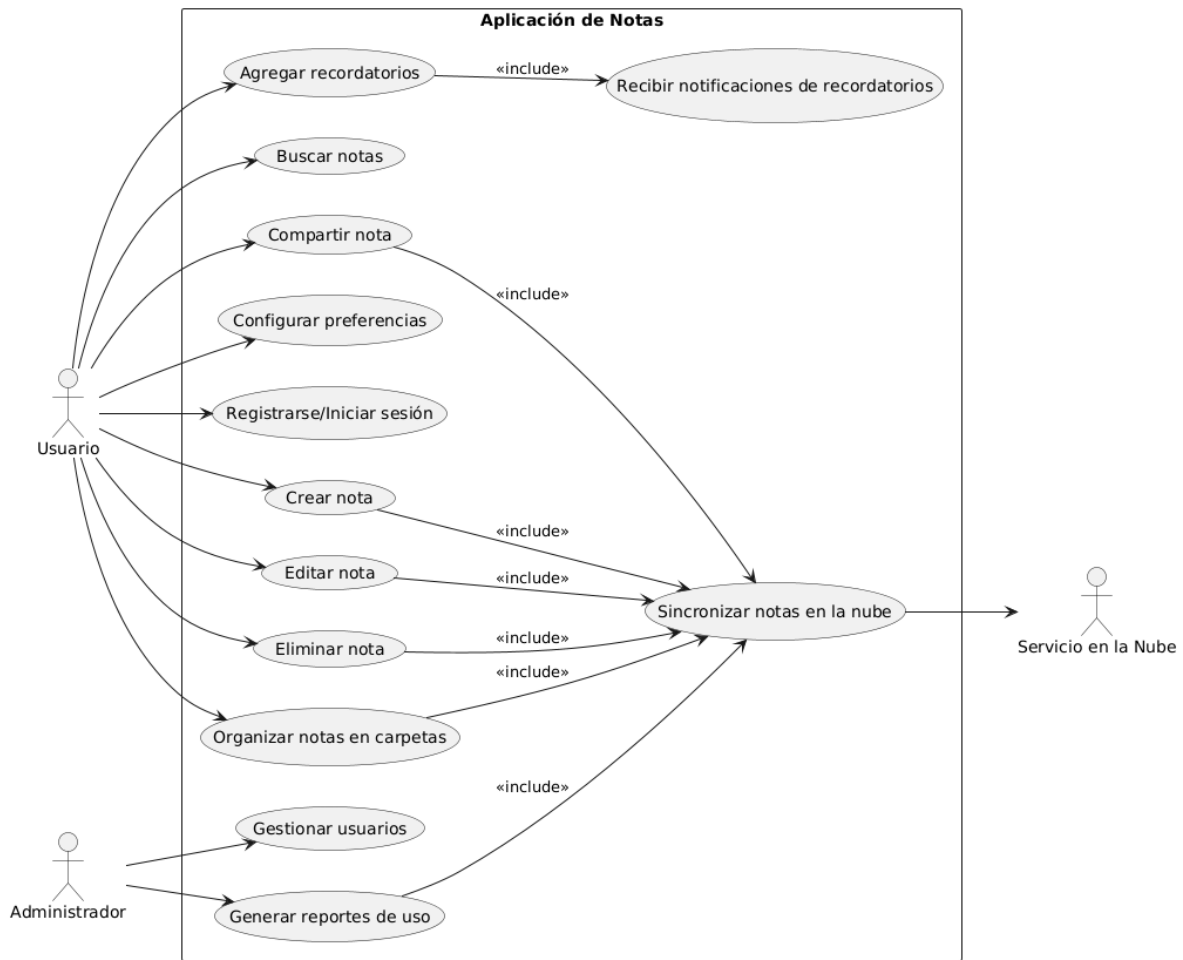 Aplicación de Notas
Agregar recordatorios
«include»
Recibir notificaciones de recordatorios
Buscar notas
Compartir nota
«include»
Configurar preferencias
Registrarse/Iniciar sesión
Usuario
Crear nota
«include»
Editar nota
«include»
Sincronizar notas en la nube
Servicio en la Nube
Eliminar nota
«include»
«include»
Organizar notas en carpetas
«include»
Gestionar usuarios
Administrador
Generar reportes de uso